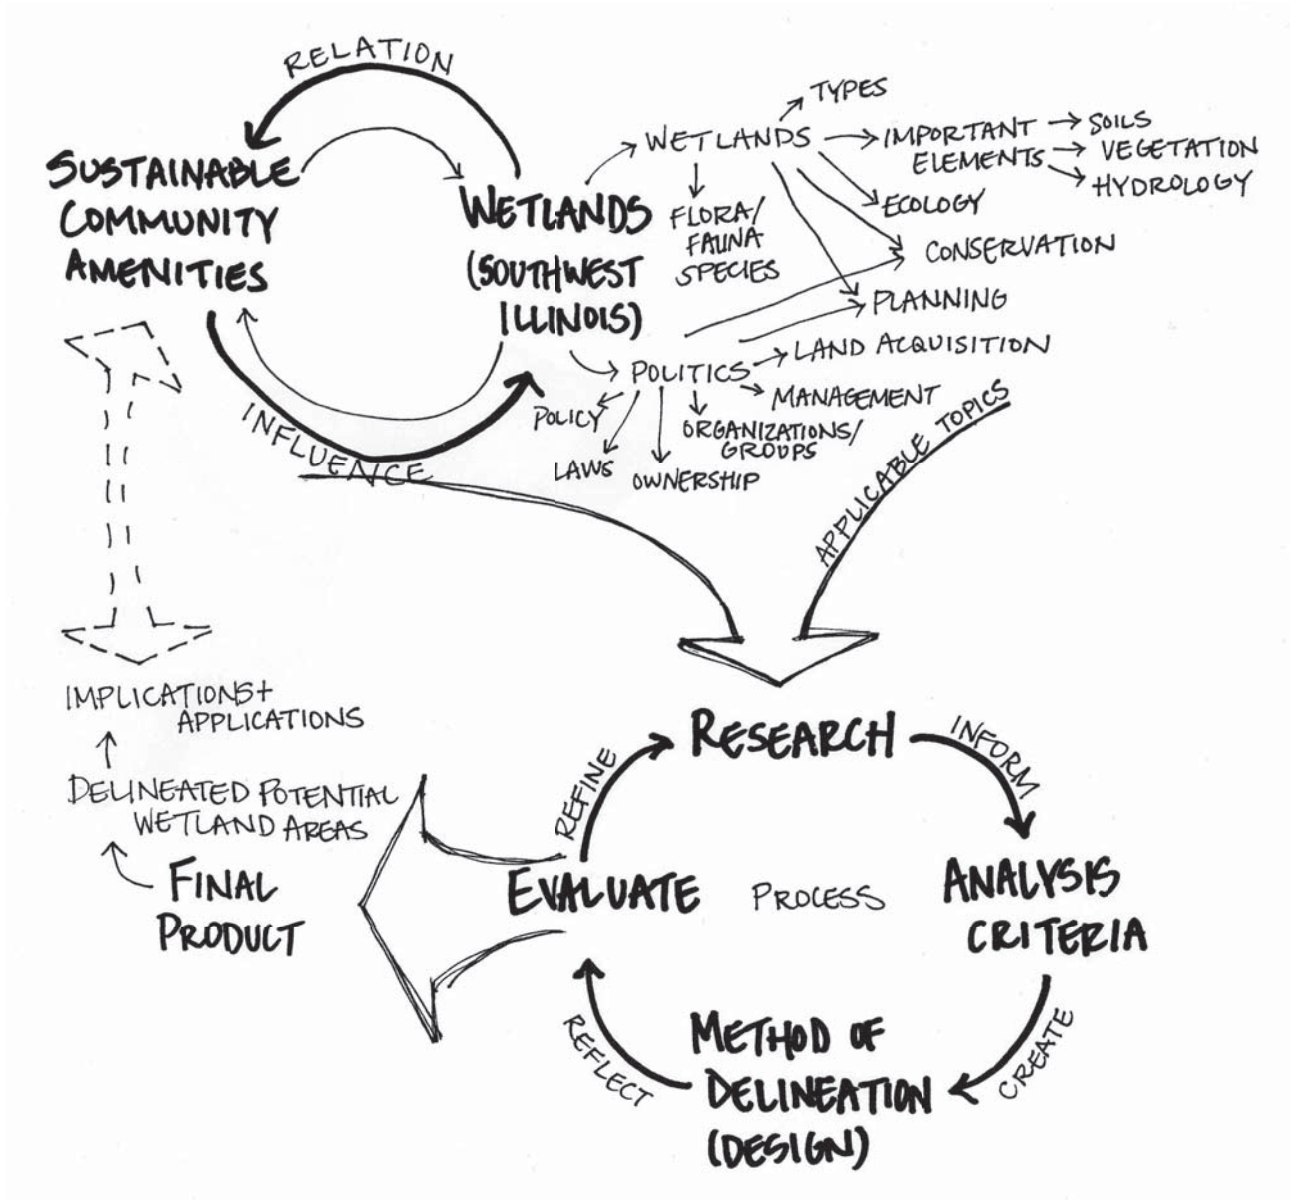 RELATION
SUSTAINABLE
COMMUNITY
AMENITIES
WETLANDS
(SOUTHWEST
ILLINOIS)
INFLUENCE
WETLANDS
TYPES
IMPORTANT
ELEMENTS
SOILS
VEGETATION
HYDROLOGY
ECOLOGY
FLORA/
FAUNA
SPECIES
CONSERVATION
PLANNING
POLITICS
LAND ACQUISITION
MANAGEMENT
ORGANIZATIONS/
GROUPS
POLICY
LAWS
OWNERSHIP
APPLICABLE TOPICS
RESEARCH
INFORM
ANALYSIS
CRITERIA
CREATE
METHOD OF
DELINEATION
(DESIGN)
REFLECT
EVALUATE
REFINE
PROCESS
FINAL
PRODUCT
DELINEATED POTENTIAL
WETLAND AREAS
IMPLICATIONS+
APPLICATIONS